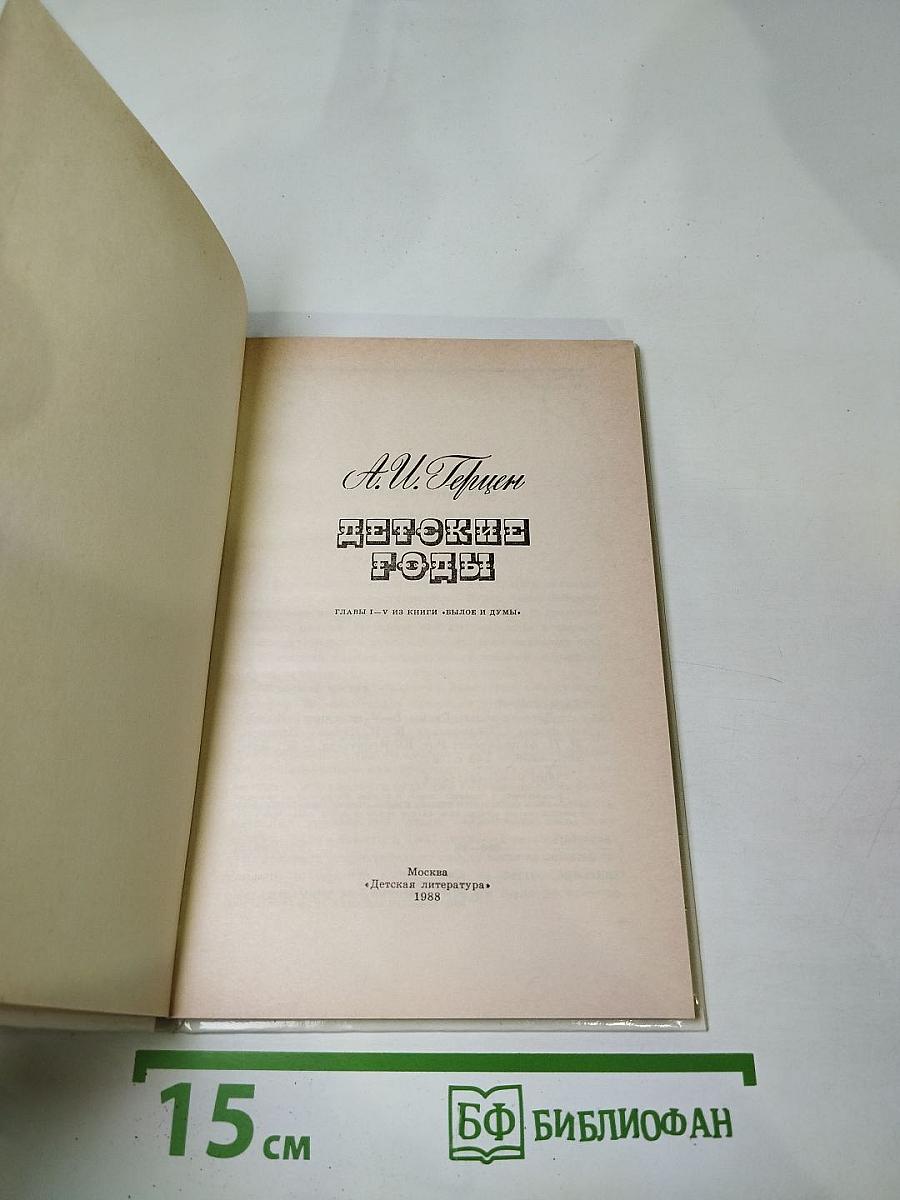 А. И. Герцен
ДЕТСКИЕ
ГОДЫ
ГЛАВЫ I—V ИЗ КНИГИ «БЫЛОЕ И ДУМЫ»
Москва
«Детская литература»
1988
15 см
БФ БИБЛИОФАН